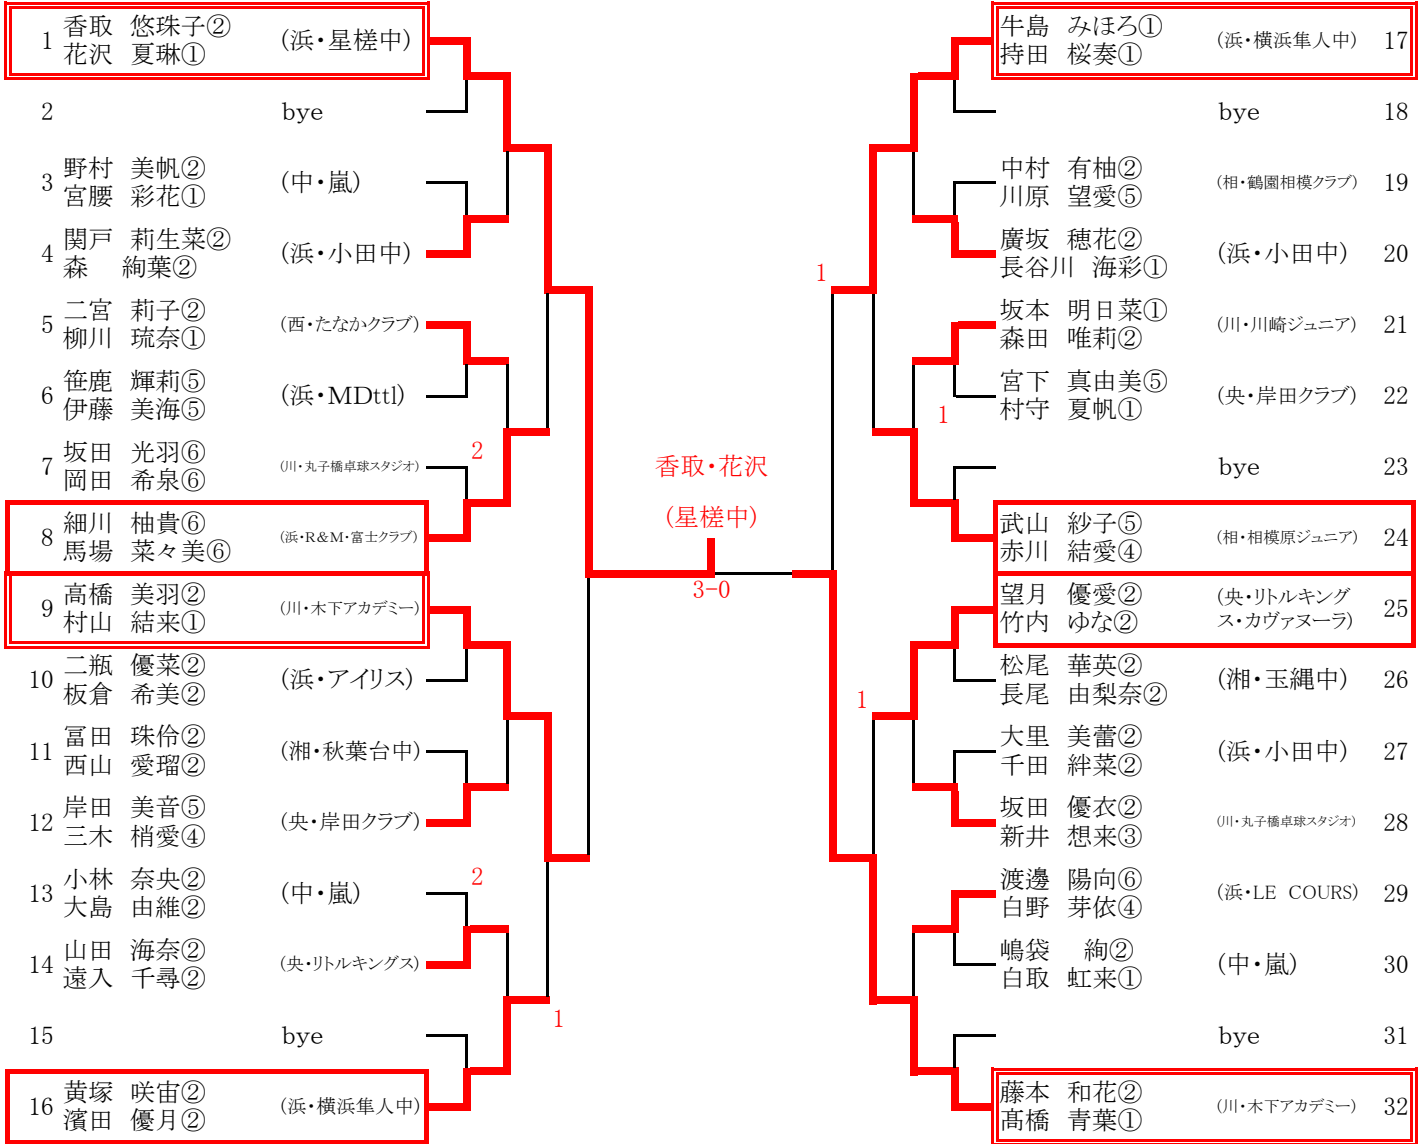 1 香取 悠珠子② (浜・星槎中)
花沢 夏琳①
2 bye
3 野村 美帆② (中・嵐)
宮腰 彩花①
4 関戸 莉生菜② (浜・小田中)
森 絢葉②
5 二宮 莉子② (西・たなかクラブ)
柳川 琉奈①
6 笹鹿 輝莉⑤ (浜・MDttl)
伊藤 美海⑤
7 坂田 光羽⑥ (川・丸子橋卓球スタジオ)
岡田 希泉⑥
2
8 細川 柚貴⑥ (浜・R&M・富士クラブ)
馬場 菜々美⑥
9 高橋 美羽② (川・木下アカデミー)
村山 結来①
10 二瓶 優菜② (浜・アイリス)
板倉 希美②
11 冨田 珠伶② (湘・秋葉台中)
西山 愛瑠②
12 岸田 美音⑤ (央・岸田クラブ)
三木 梢愛④
13 小林 奈央② (中・嵐)
大島 由維②
2
14 山田 海奈② (央・リトルキングス)
遠入 千尋②
15 bye
1
16 黄塚 咲宙② (浜・横浜隼人中)
濱田 優月②
香取・花沢
(星槎中)
3-0
牛島 みほろ① (浜・横浜隼人中) 17
持田 桜奏①
bye 18
中村 有柚② (相・鶴園相模クラブ) 19
川原 望愛⑤
廣坂 穂花② (浜・小田中) 20
長谷川 海彩①
1
坂本 明日菜① (川・川崎ジュニア) 21
森田 唯莉②
宮下 真由美⑤ (央・岸田クラブ) 22
村守 夏帆①
1
bye 23
武山 紗子⑤ (相・相模原ジュニア) 24
赤川 結愛④
望月 優愛② (央・リトルキング
竹内 ゆな② ス・カヴァヌーラ) 25
松尾 華英② (湘・玉縄中) 26
長尾 由梨奈②
1
大里 美蕾② (浜・小田中) 27
千田 絆菜②
坂田 優衣② (川・丸子橋卓球スタジオ) 28
新井 想来③
渡邊 陽向⑥ (浜・LE COURS) 29
白野 芽依④
嶋袋 絢② (中・嵐) 30
白取 虹来①
bye 31
藤本 和花② (川・木下アカデミー) 32
髙橋 青葉①